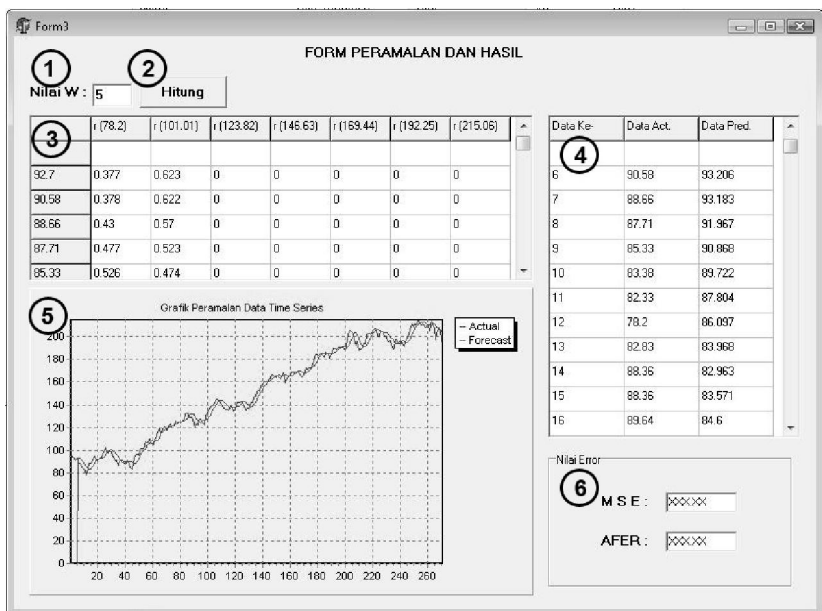 Form3
FORM PERAMALAN DAN HASIL
1
2
Nilai W :
5
Hitung
3
r (78.2) r (101.01) r (123.82) r (146.63) r (169.44) r (192.25) r (215.06)
92.7 0.377 0.623 0 0 0 0 0
90.58 0.378 0.622 0 0 0 0 0
88.66 0.43 0.57 0 0 0 0 0
87.71 0.477 0.523 0 0 0 0 0
85.33 0.526 0.474 0 0 0 0 0
Data Ke- Data Act. Data Pred.
4
6 90.58 93.206
7 88.66 93.183
8 87.71 91.967
9 85.33 90.868
10 83.38 89.722
11 82.33 87.804
12 78.2 86.097
13 82.83 83.968
14 88.36 82.963
15 88.36 83.571
16 89.64 84.6
5
Grafik Peramalan Data Time Series
Actual
Forecast
200
180
160
140
120
100
80
60
40
20
0
20 40 60 80 100 120 140 160 180 200 220 240 260
Nilai Error
6
M S E : XXXXX
AFER : XXXXX